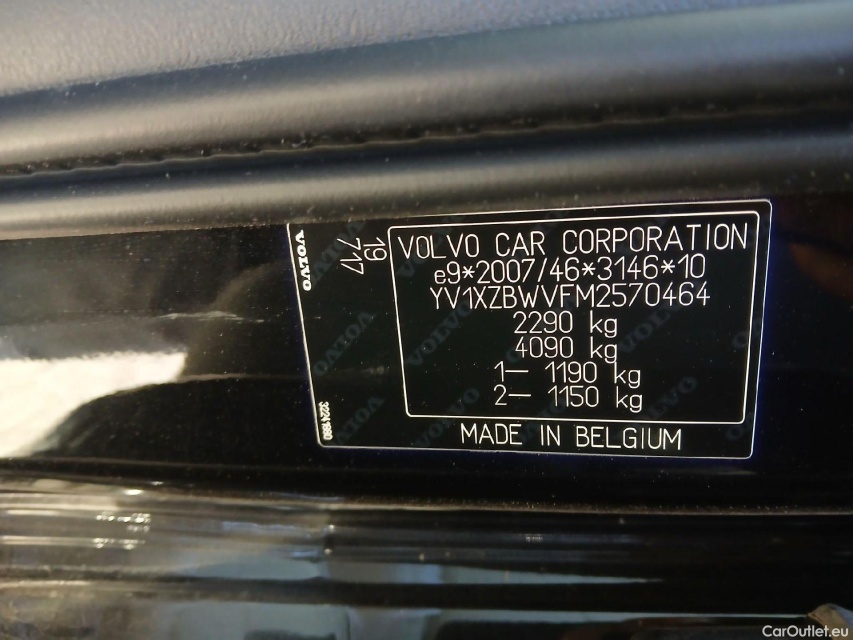 VOLVO
19
717
VOLVO CAR CORPORATION
e9*2007/46*3146*10
YV1XZBWVFM2570464
2290 kg
4090 kg
1– 1190 kg
2– 1150 kg
MADE IN BELGIUM
CarOutlet.eu